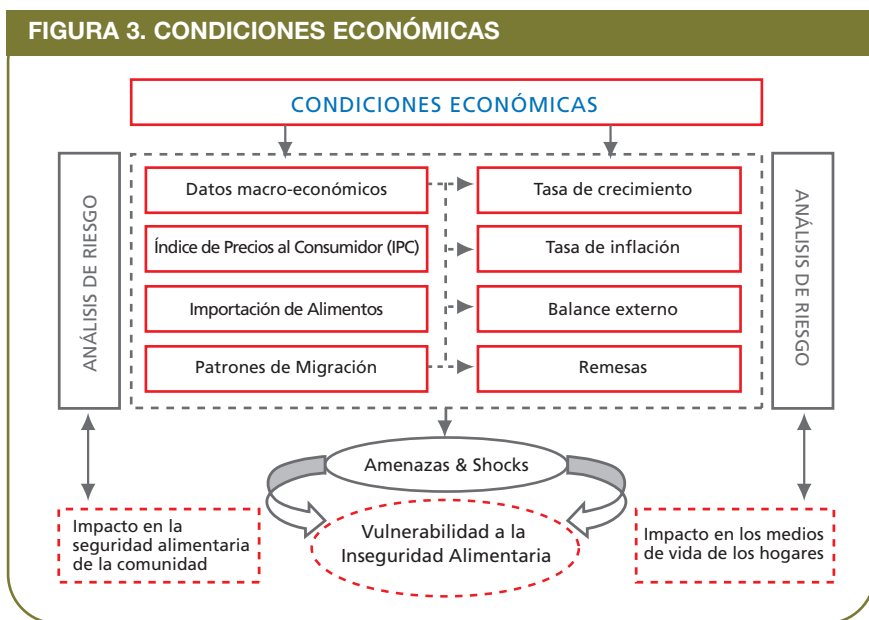 FIGURA 3. CONDICIONES ECONÓMICAS
CONDICIONES ECONÓMICAS
ANÁLISIS DE RIESGO
Datos macro-económicos
Tasa de crecimiento
Índice de Precios al Consumidor (IPC)
Tasa de inflación
Importación de Alimentos
Balance externo
Patrones de Migración
Remesas
ANÁLISIS DE RIESGO
Amenazas & Shocks
Impacto en la
seguridad alimentaria
de la comunidad
Vulnerabilidad a la
Inseguridad Alimentaria
Impacto en los medios
de vida de los hogares